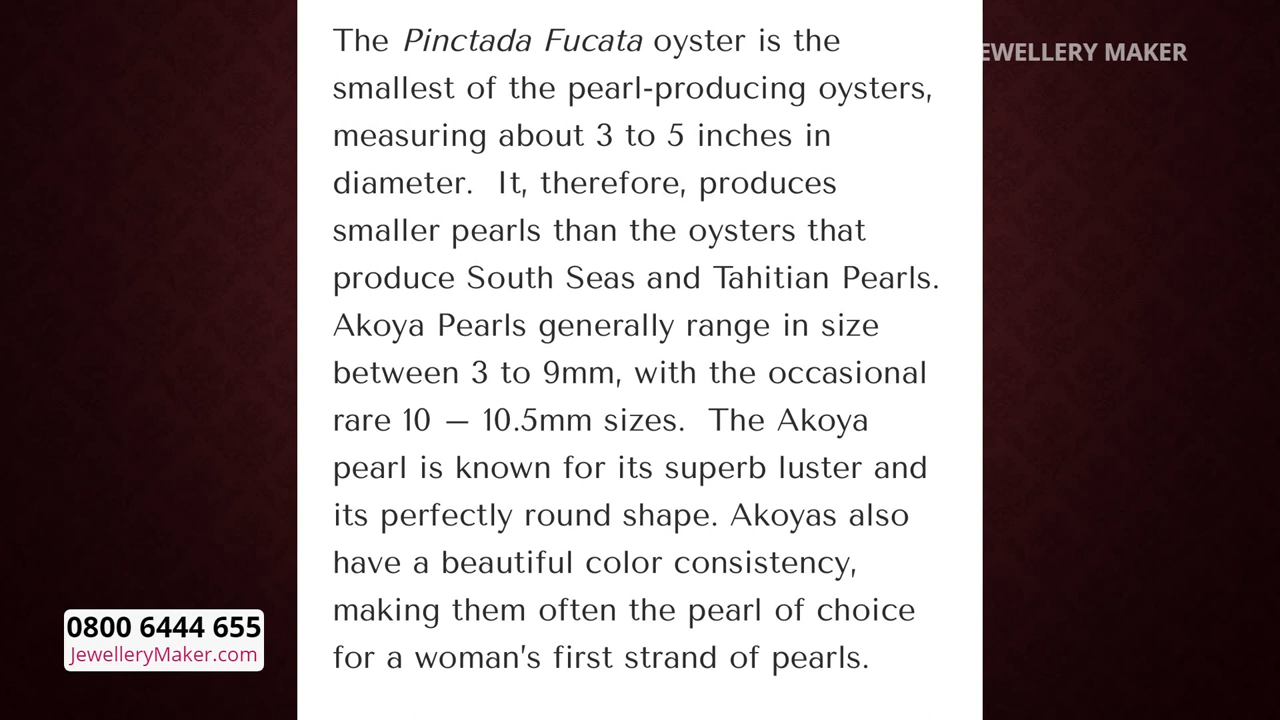 The Pinctada Fucata oyster is the
smallest of the pearl-producing oysters,
measuring about 3 to 5 inches in
diameter.  It, therefore, produces
smaller pearls than the oysters that
produce South Seas and Tahitian Pearls.
Akoya Pearls generally range in size
between 3 to 9mm, with the occasional
rare 10 – 10.5mm sizes.  The Akoya
pearl is known for its superb luster and
its perfectly round shape. Akoyas also
have a beautiful color consistency,
making them often the pearl of choice
for a woman’s first strand of pearls.
EWELLERY MAKER
0800 6444 655
JewelleryMaker.com